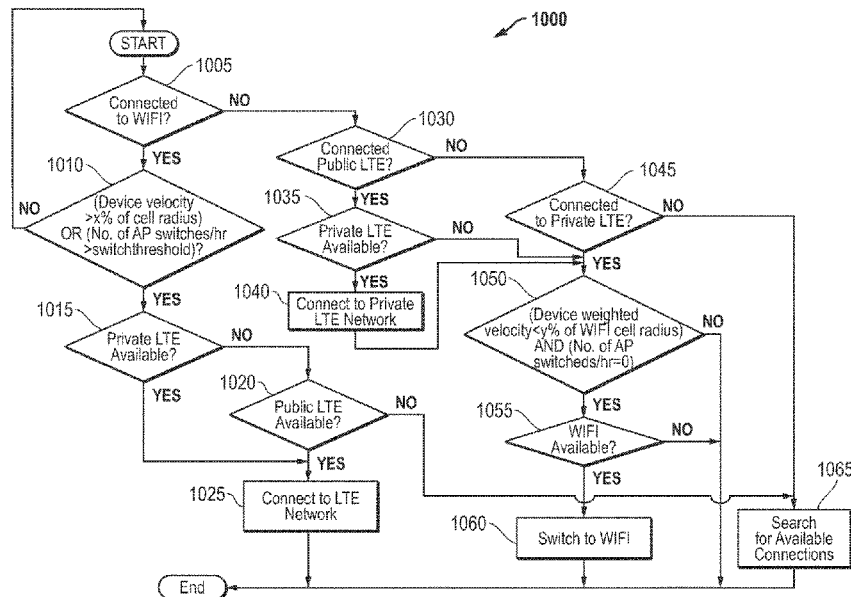 1000
START
1005
Connected
to WIFI?
NO
YES
1030
Connected
Public LTE?
NO
YES
1010
(Device velocity
>x% of cell radius)
OR (No. of AP switches/hr
>switchthreshold)?
NO
YES
1035
Private LTE
Available?
NO
YES
1045
Connected
to Private LTE?
NO
YES
1040
Connect to Private
LTE Network
1050
(Device weighted
velocity<y% of WIFI cell radius)
AND (No. of AP
switcheds/hr=0)
NO
YES
1015
Private LTE
Available?
NO
YES
1020
Public LTE
Available?
NO
YES
1055
WIFI
Available?
NO
YES
1025
Connect to LTE
Network
1060
Switch to WIFI
1065
Search
for Available
Connections
End